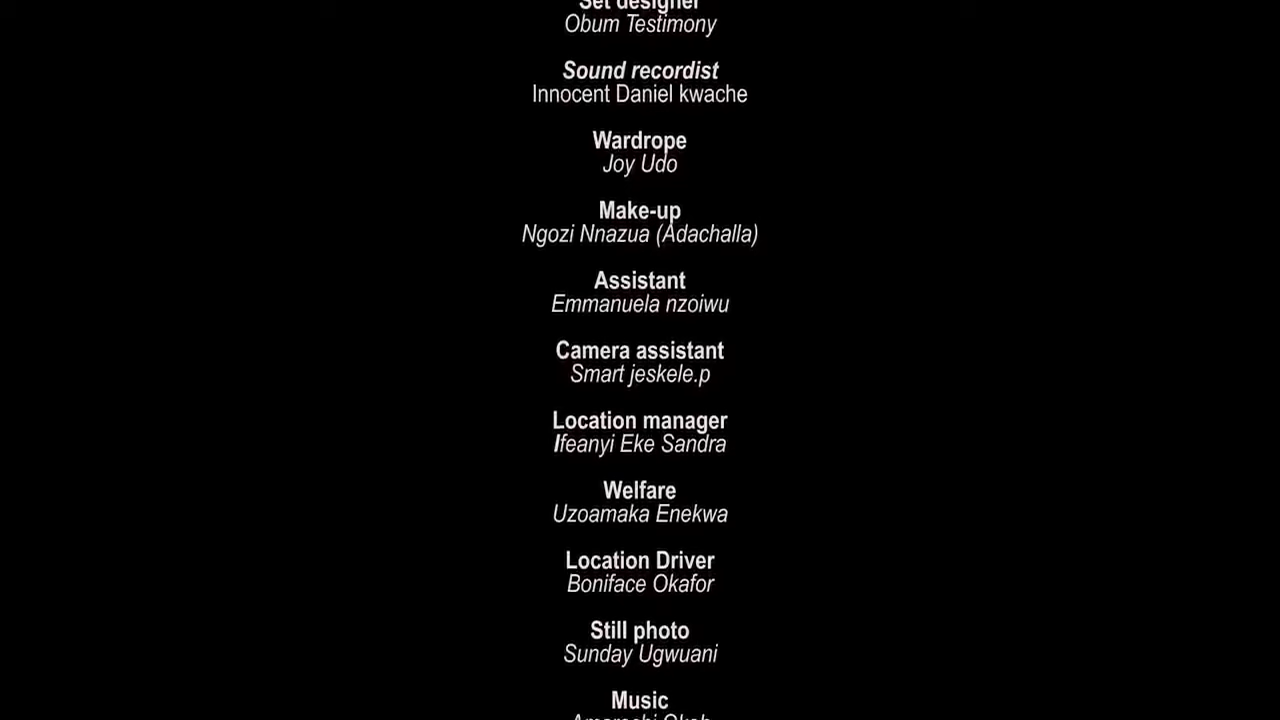 Set designer
Obum Testimony
Sound recordist
Innocent Daniel kwache
Wardrope
Joy Udo
Make-up
Ngozi Nnazua (Adachalla)
Assistant
Emmanuela nzoiwu
Camera assistant
Smart jeskele.p
Location manager
Ifeanyi Eke Sandra
Welfare
Uzoamaka Enekwa
Location Driver
Boniface Okafor
Still photo
Sunday Ugwuani
Music